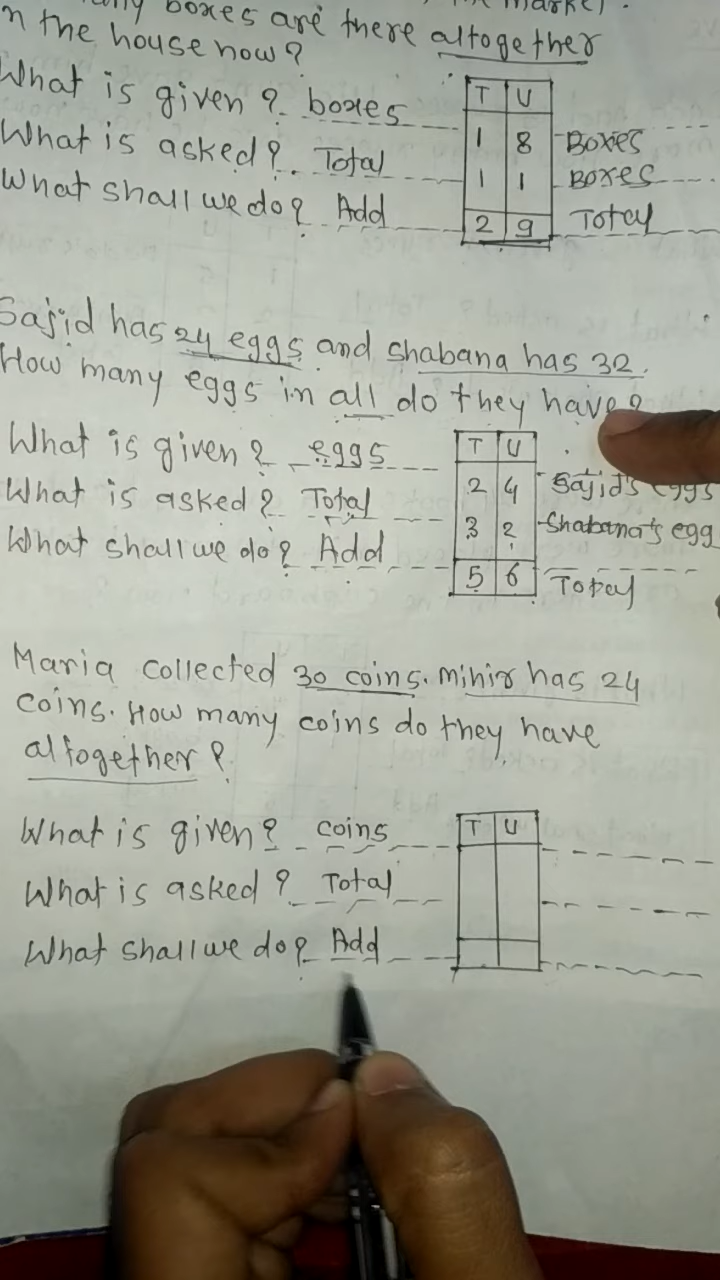 boxes are there altogether
n the house now?
What is given? boxes
T U
What is asked? Total
1 8 Boxes
1 1 Boxes
What shall we do? Add
2 9 Total
Sajid has 24 eggs and shabana has 32.
How many eggs in all do they have?
What is given? eggs
T U
2 4 Sajid's eggs
What is asked? Total
3 2 Shabana's egg
What shall we do? Add
5 6
Maria collected 30 coins. mihir has 24
coins. How many coins do they have
altogether?
What is given? coins
T U
What is asked? Total
What shall we do? Add